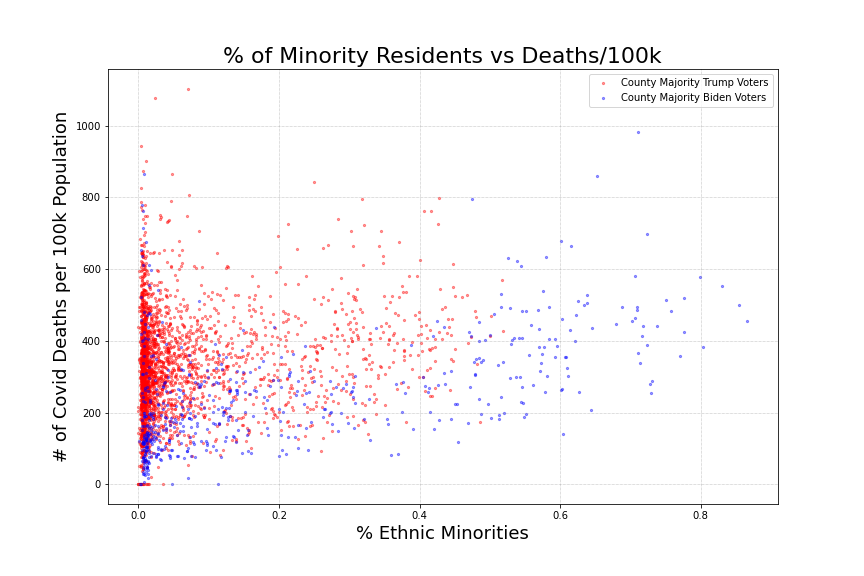 % of Minority Residents vs Deaths/100k
County Majority Trump Voters
County Majority Biden Voters
# of Covid Deaths per 100k Population
1000
800
600
400
200
0
0.0 0.2 0.4 0.6 0.8
% Ethnic Minorities